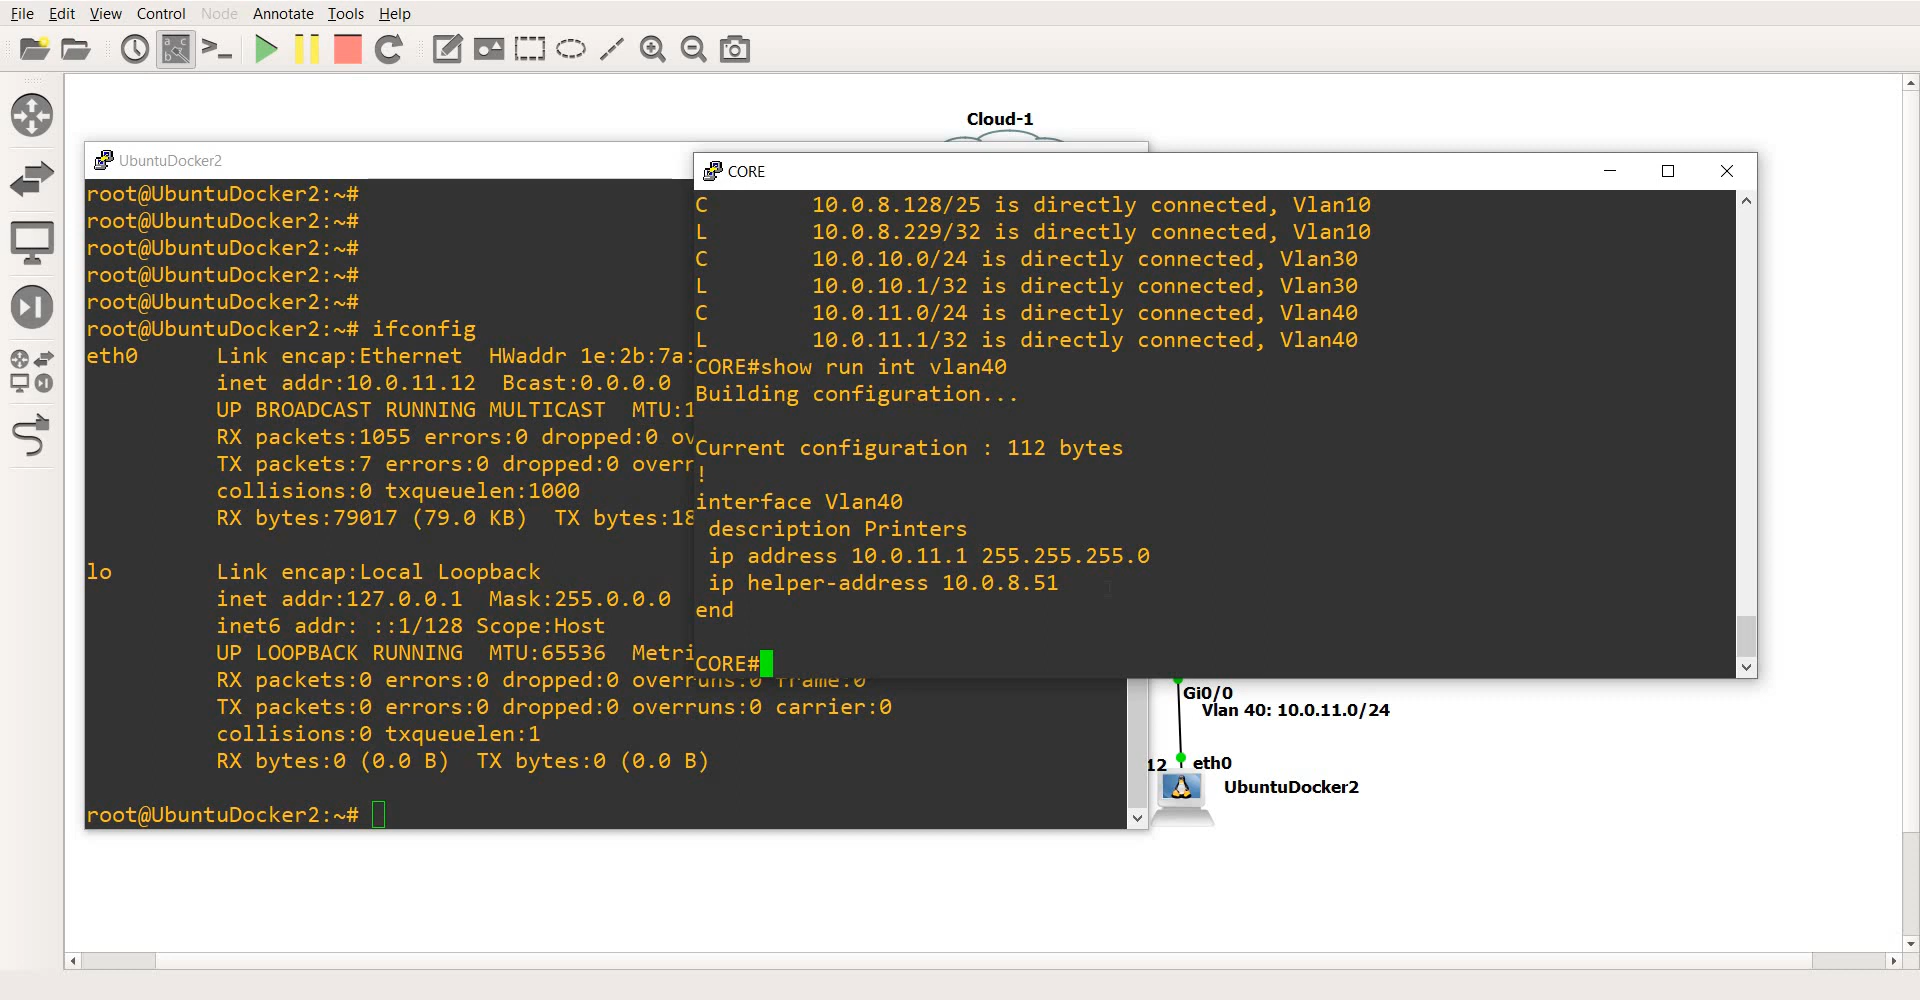 File Edit View Control Node Annotate Tools Help
Cloud-1
UbuntuDocker2
root@UbuntuDocker2:~#
root@UbuntuDocker2:~#
root@UbuntuDocker2:~#
root@UbuntuDocker2:~#
root@UbuntuDocker2:~#
root@UbuntuDocker2:~# ifconfig
eth0 Link encap:Ethernet HWaddr 1e:2b:7a:
inet addr:10.0.11.12 Bcast:0.0.0.0
UP BROADCAST RUNNING MULTICAST MTU:1
RX packets:1055 errors:0 dropped:0 ov
TX packets:7 errors:0 dropped:0 overr
collisions:0 txqueuelen:1000
RX bytes:79017 (79.0 KB) TX bytes:18
lo Link encap:Local Loopback
inet addr:127.0.0.1 Mask:255.0.0.0
inet6 addr: ::1/128 Scope:Host
UP LOOPBACK RUNNING MTU:65536 Metri
RX packets:0 errors:0 dropped:0 overruns:0 frame:0
TX packets:0 errors:0 dropped:0 overruns:0 carrier:0
collisions:0 txqueuelen:1
RX bytes:0 (0.0 B) TX bytes:0 (0.0 B)
root@UbuntuDocker2:~#
CORE
C 10.0.8.128/25 is directly connected, Vlan10
L 10.0.8.229/32 is directly connected, Vlan10
C 10.0.10.0/24 is directly connected, Vlan30
L 10.0.10.1/32 is directly connected, Vlan30
C 10.0.11.0/24 is directly connected, Vlan40
L 10.0.11.1/32 is directly connected, Vlan40
CORE#show run int vlan40
Building configuration...
Current configuration : 112 bytes
!
interface Vlan40
description Printers
ip address 10.0.11.1 255.255.255.0
ip helper-address 10.0.8.51
end
CORE#
Gi0/0
Vlan 40: 10.0.11.0/24
12 eth0
UbuntuDocker2